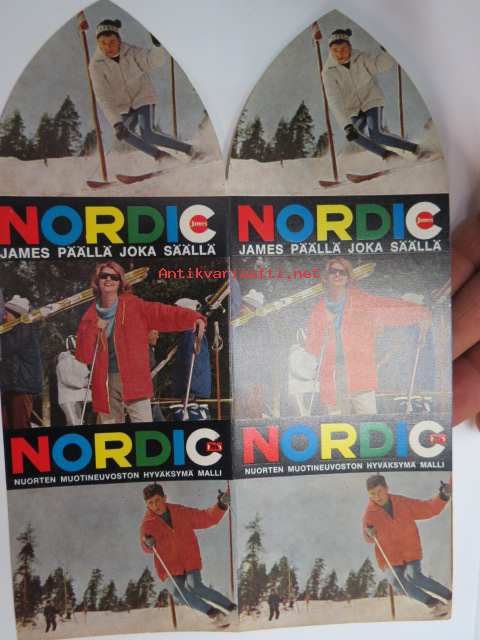 NORDIC James
JAMES PÄÄLLÄ JOKA SÄÄLLÄ
NORDIC James
JAMES PÄÄLLÄ JOKA SÄÄLLÄ
Antikvariaatti.net
NORDIC
NUORTEN MUOTINEUVOSTON HYVÄKSYMÄ MALLI
NORDIC
NUORTEN MUOTINEUVOSTON HYVÄKSYMÄ MALLI